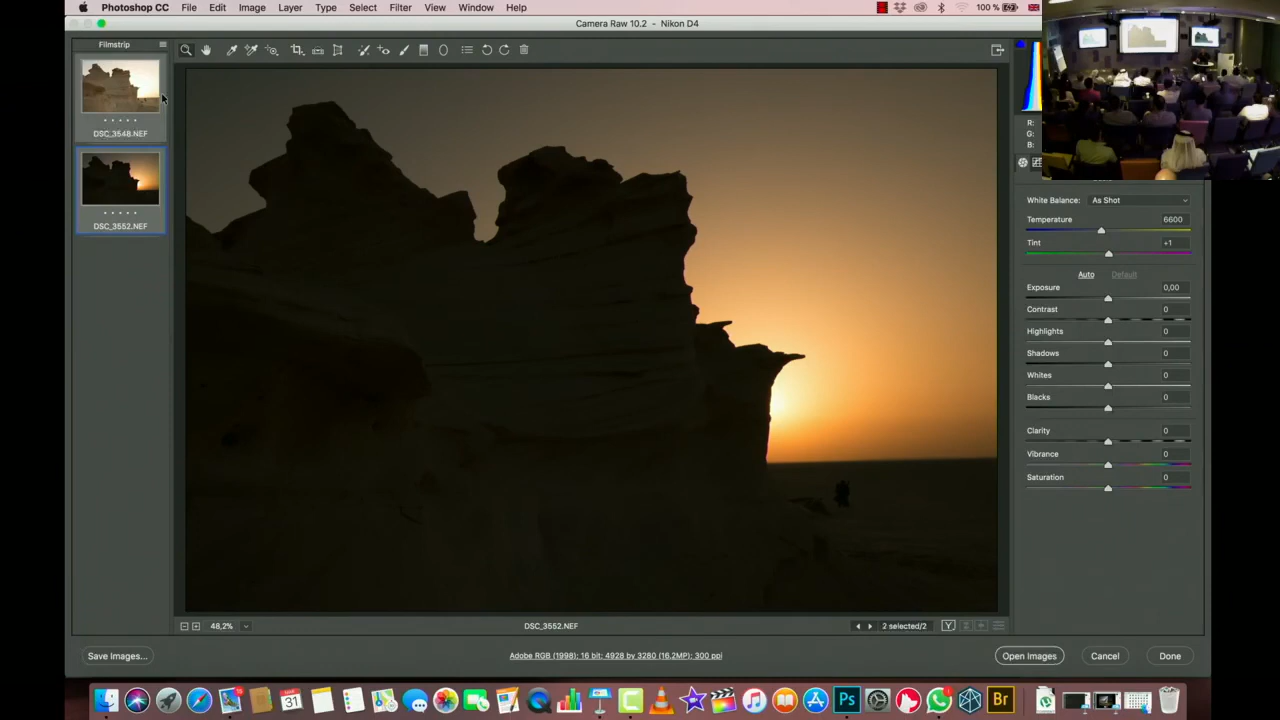 Photoshop CC File Edit Image Layer Type Select Filter View Window Help 100 %
Camera Raw 10.2 - Nikon D4
Filmstrip
DSC_3548.NEF
DSC_3552.NEF
R:
G:
B:
White Balance: As Shot
Temperature 6600
Tint +1
Auto Default
Exposure 0,00
Contrast 0
Highlights 0
Shadows 0
Whites 0
Blacks 0
Clarity 0
Vibrance 0
Saturation 0
48,2% DSC_3552.NEF 2 selected/2 Y
Save Images... Adobe RGB (1998); 16 bit; 4928 by 3280 (16.2MP); 300 ppi Open Images Cancel Done
31 Ps Br